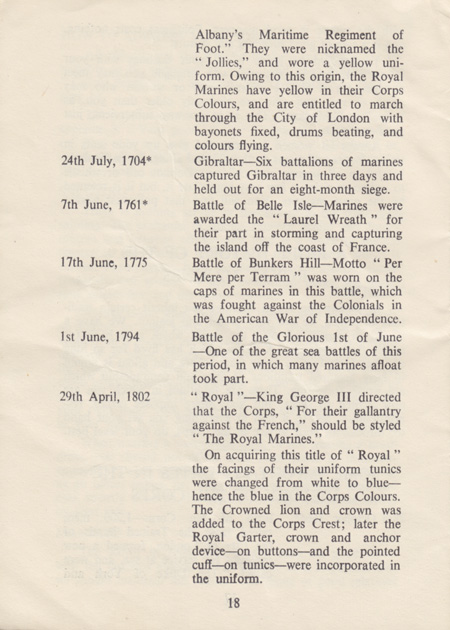 Albany's Maritime Regiment of
Foot." They were nicknamed the
" Jollies," and wore a yellow uni-
form. Owing to this origin, the Royal
Marines have yellow in their Corps
Colours, and are entitled to march
through the City of London with
bayonets fixed, drums beating, and
colours flying.
24th July, 1704* Gibraltar—Six battalions of marines
captured Gibraltar in three days and
held out for an eight-month siege.
7th June, 1761* Battle of Belle Isle—Marines were
awarded the " Laurel Wreath " for
their part in storming and capturing
the island off the coast of France.
17th June, 1775 Battle of Bunkers Hill—Motto " Per
Mere per Terram " was worn on the
caps of marines in this battle, which
was fought against the Colonials in
the American War of Independence.
1st June, 1794 Battle of the Glorious 1st of June
—One of the great sea battles of this
period, in which many marines afloat
took part.
29th April, 1802 " Royal "—King George III directed
that the Corps, " For their gallantry
against the French," should be styled
" The Royal Marines."
On acquiring this title of " Royal "
the facings of their uniform tunics
were changed from white to blue—
hence the blue in the Corps Colours.
The Crowned lion and crown was
added to the Corps Crest; later the
Royal Garter, crown and anchor
device—on buttons—and the pointed
cuff—on tunics—were incorporated in
the uniform.
18